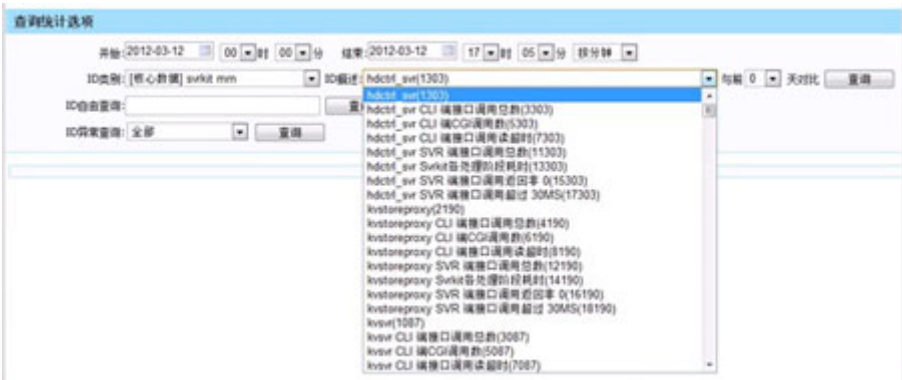 查询统计选项
开始: 2012-03-12 00 时 00 分 结束: 2012-03-12 17 时 05 分 按分钟
ID类别: [核心数据] svrkit mm ID描述: hdctrl_svr(1303) 与前 0 天对比 查询
ID自由查询: 查
ID异常查询: 全部 查询
hdctrl_svr(1303)
hdctrl_svr CLI 端接口调用总数(3303)
hdctrl_svr CLI 端CGI调用数(5303)
hdctrl_svr CLI 端接口调用读超时(7303)
hdctrl_svr SVR 端接口调用总数(11303)
hdctrl_svr Svrkit各处理阶段耗时(13303)
hdctrl_svr SVR 端接口调用返回非 0(15303)
hdctrl_svr SVR 端接口调用超过 30MS(17303)
kvstoreproxy(2190)
kvstoreproxy CLI 端接口调用总数(4190)
kvstoreproxy CLI 端CGI调用数(6190)
kvstoreproxy CLI 端接口调用读超时(8190)
kvstoreproxy SVR 端接口调用总数(12190)
kvstoreproxy Svrkit各处理阶段耗时(14190)
kvstoreproxy SVR 端接口调用返回非 0(16190)
kvstoreproxy SVR 端接口调用超过 30MS(18190)
kvsvr(1087)
kvsvr CLI 端接口调用总数(3087)
kvsvr CLI 端CGI调用数(5087)
kvsvr CLI 端接口调用读超时(7087)